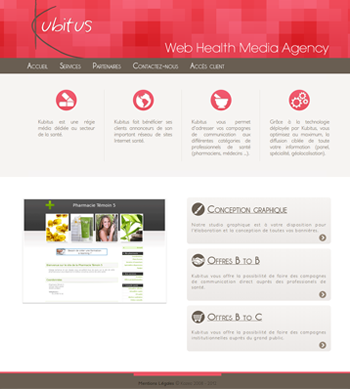 Kubitus
Web Health Media Agency
Accueil Services Partenaires Contactez-nous Accès client
Kubitus est une régie
média dédiée au secteur
de la santé.
Kubitus fait bénéficier ses
clients annonceurs de son
important réseau de sites
Internet santé.
Kubitus vous permet
d'adresser vos campagnes
de communication aux
différentes catégories de
professionnels de santé
(pharmaciens, médecins ...).
Grâce à la technologie
déployée par Kubitus, vous
optimisez au maximum, la
diffusion ciblée de toute
votre information (panel,
spécialité, géolocalisation).
Pharmacie Témoin 5
Conception graphique
Notre studio graphique est à votre disposition pour
l'élaboration et la conception de toutes vos bannières.
Offres B to B
Kubitus vous offre la possibilité de faire des campagnes de
communication direct auprès des professionnels de
santé.
Offres B to C
Kubitus vous offre la possibilité de faire des campagnes
institutionnelles auprès du grand public.
Mentions Légales